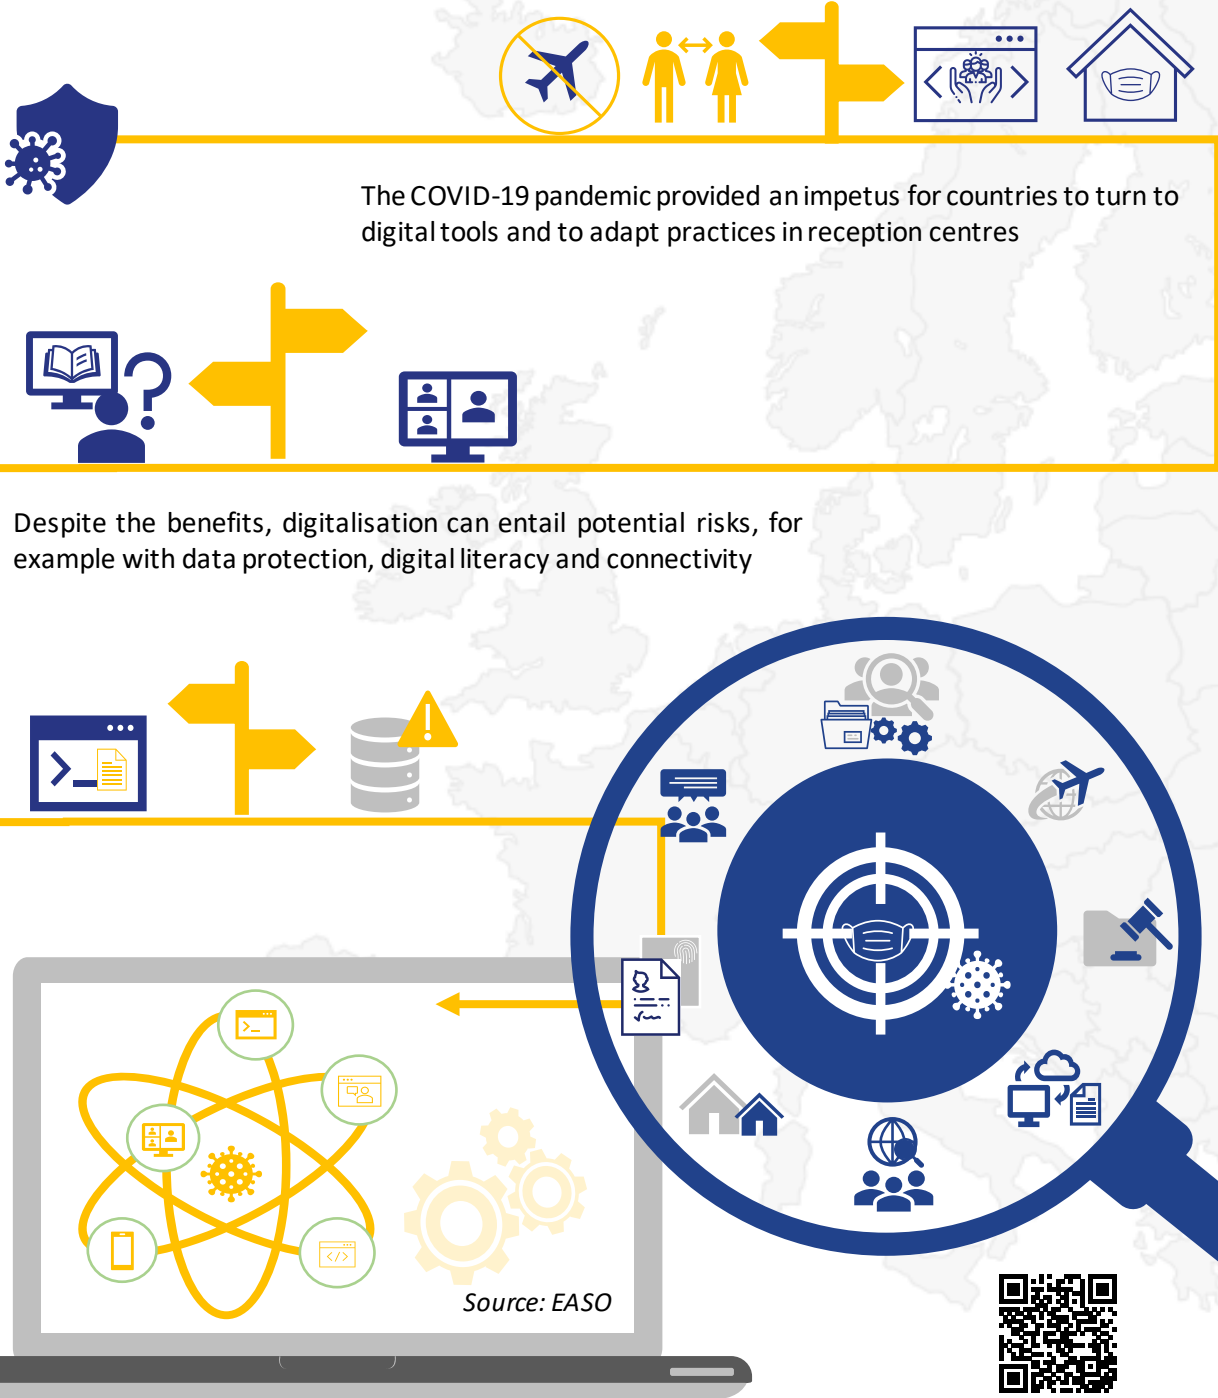 The COVID-19 pandemic provided an impetus for countries to turn to
digital tools and to adapt practices in reception centres
Despite the benefits, digitalisation can entail potential risks, for
example with data protection, digital literacy and connectivity
Source: EASO